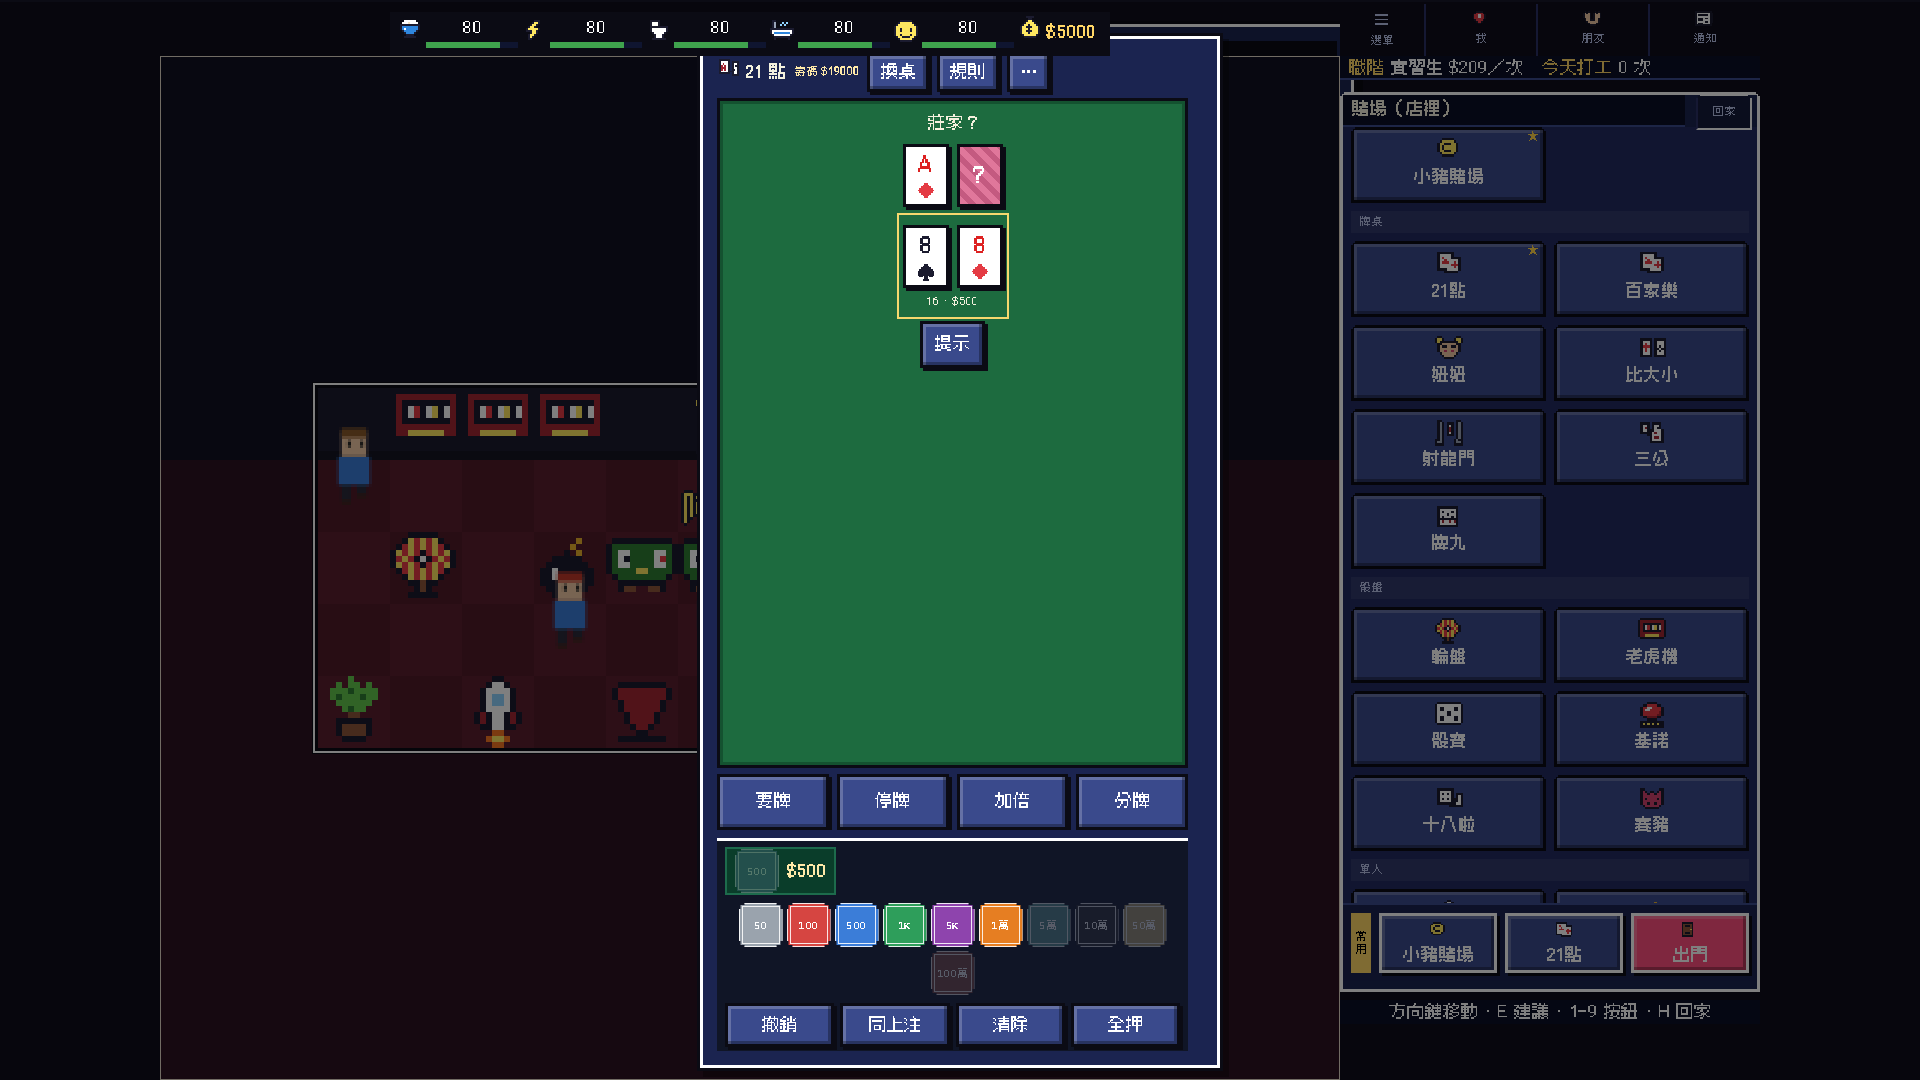 80 80 80 80 80 $5000
選單 我 朋友 通知
職階 實習生 $209／次 今天打工 0 次
21 點 籌碼 $19000 換桌 規則 ...
賭場（店裡） 回家
莊家？
A ?
8 8
16 · $500
提示
小豬賭場
牌桌
21點 百家樂
妞妞 比大小
射龍門 三公
牌九
骰盤
輪盤 老虎機
骰寶 基諾
十八啦 賽豬
單人
要牌 停牌 加倍 分牌
500 $500
50 100 500 1K 5K 1萬 5萬 10萬 50萬
100萬
撤銷 同上注 清除 全押
常用 小豬賭場 21點 出門
方向鍵移動 · E 建議 · 1-9 按鈕 · H 回家